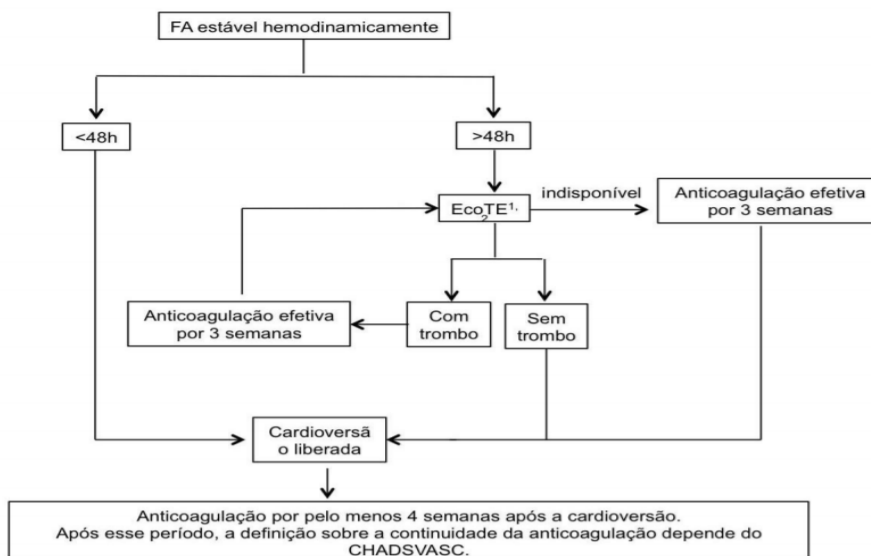 FA estável hemodinamicamente
<48h
>48h
Eco TE¹·
2
indisponível
Anticoagulação efetiva
por 3 semanas
Anticoagulação efetiva
por 3 semanas
Com
trombo
Sem
trombo
Cardioversã
o liberada
Anticoagulação por pelo menos 4 semanas após a cardioversão.
Após esse período, a definição sobre a continuidade da anticoagulação depende do
CHADSVASC.